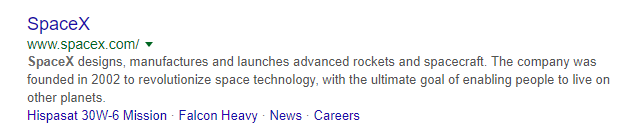 SpaceX
www.spacex.com/
SpaceX designs, manufactures and launches advanced rockets and spacecraft. The company was
founded in 2002 to revolutionize space technology, with the ultimate goal of enabling people to live on
other planets.
Hispasat 30W-6 Mission · Falcon Heavy · News · Careers